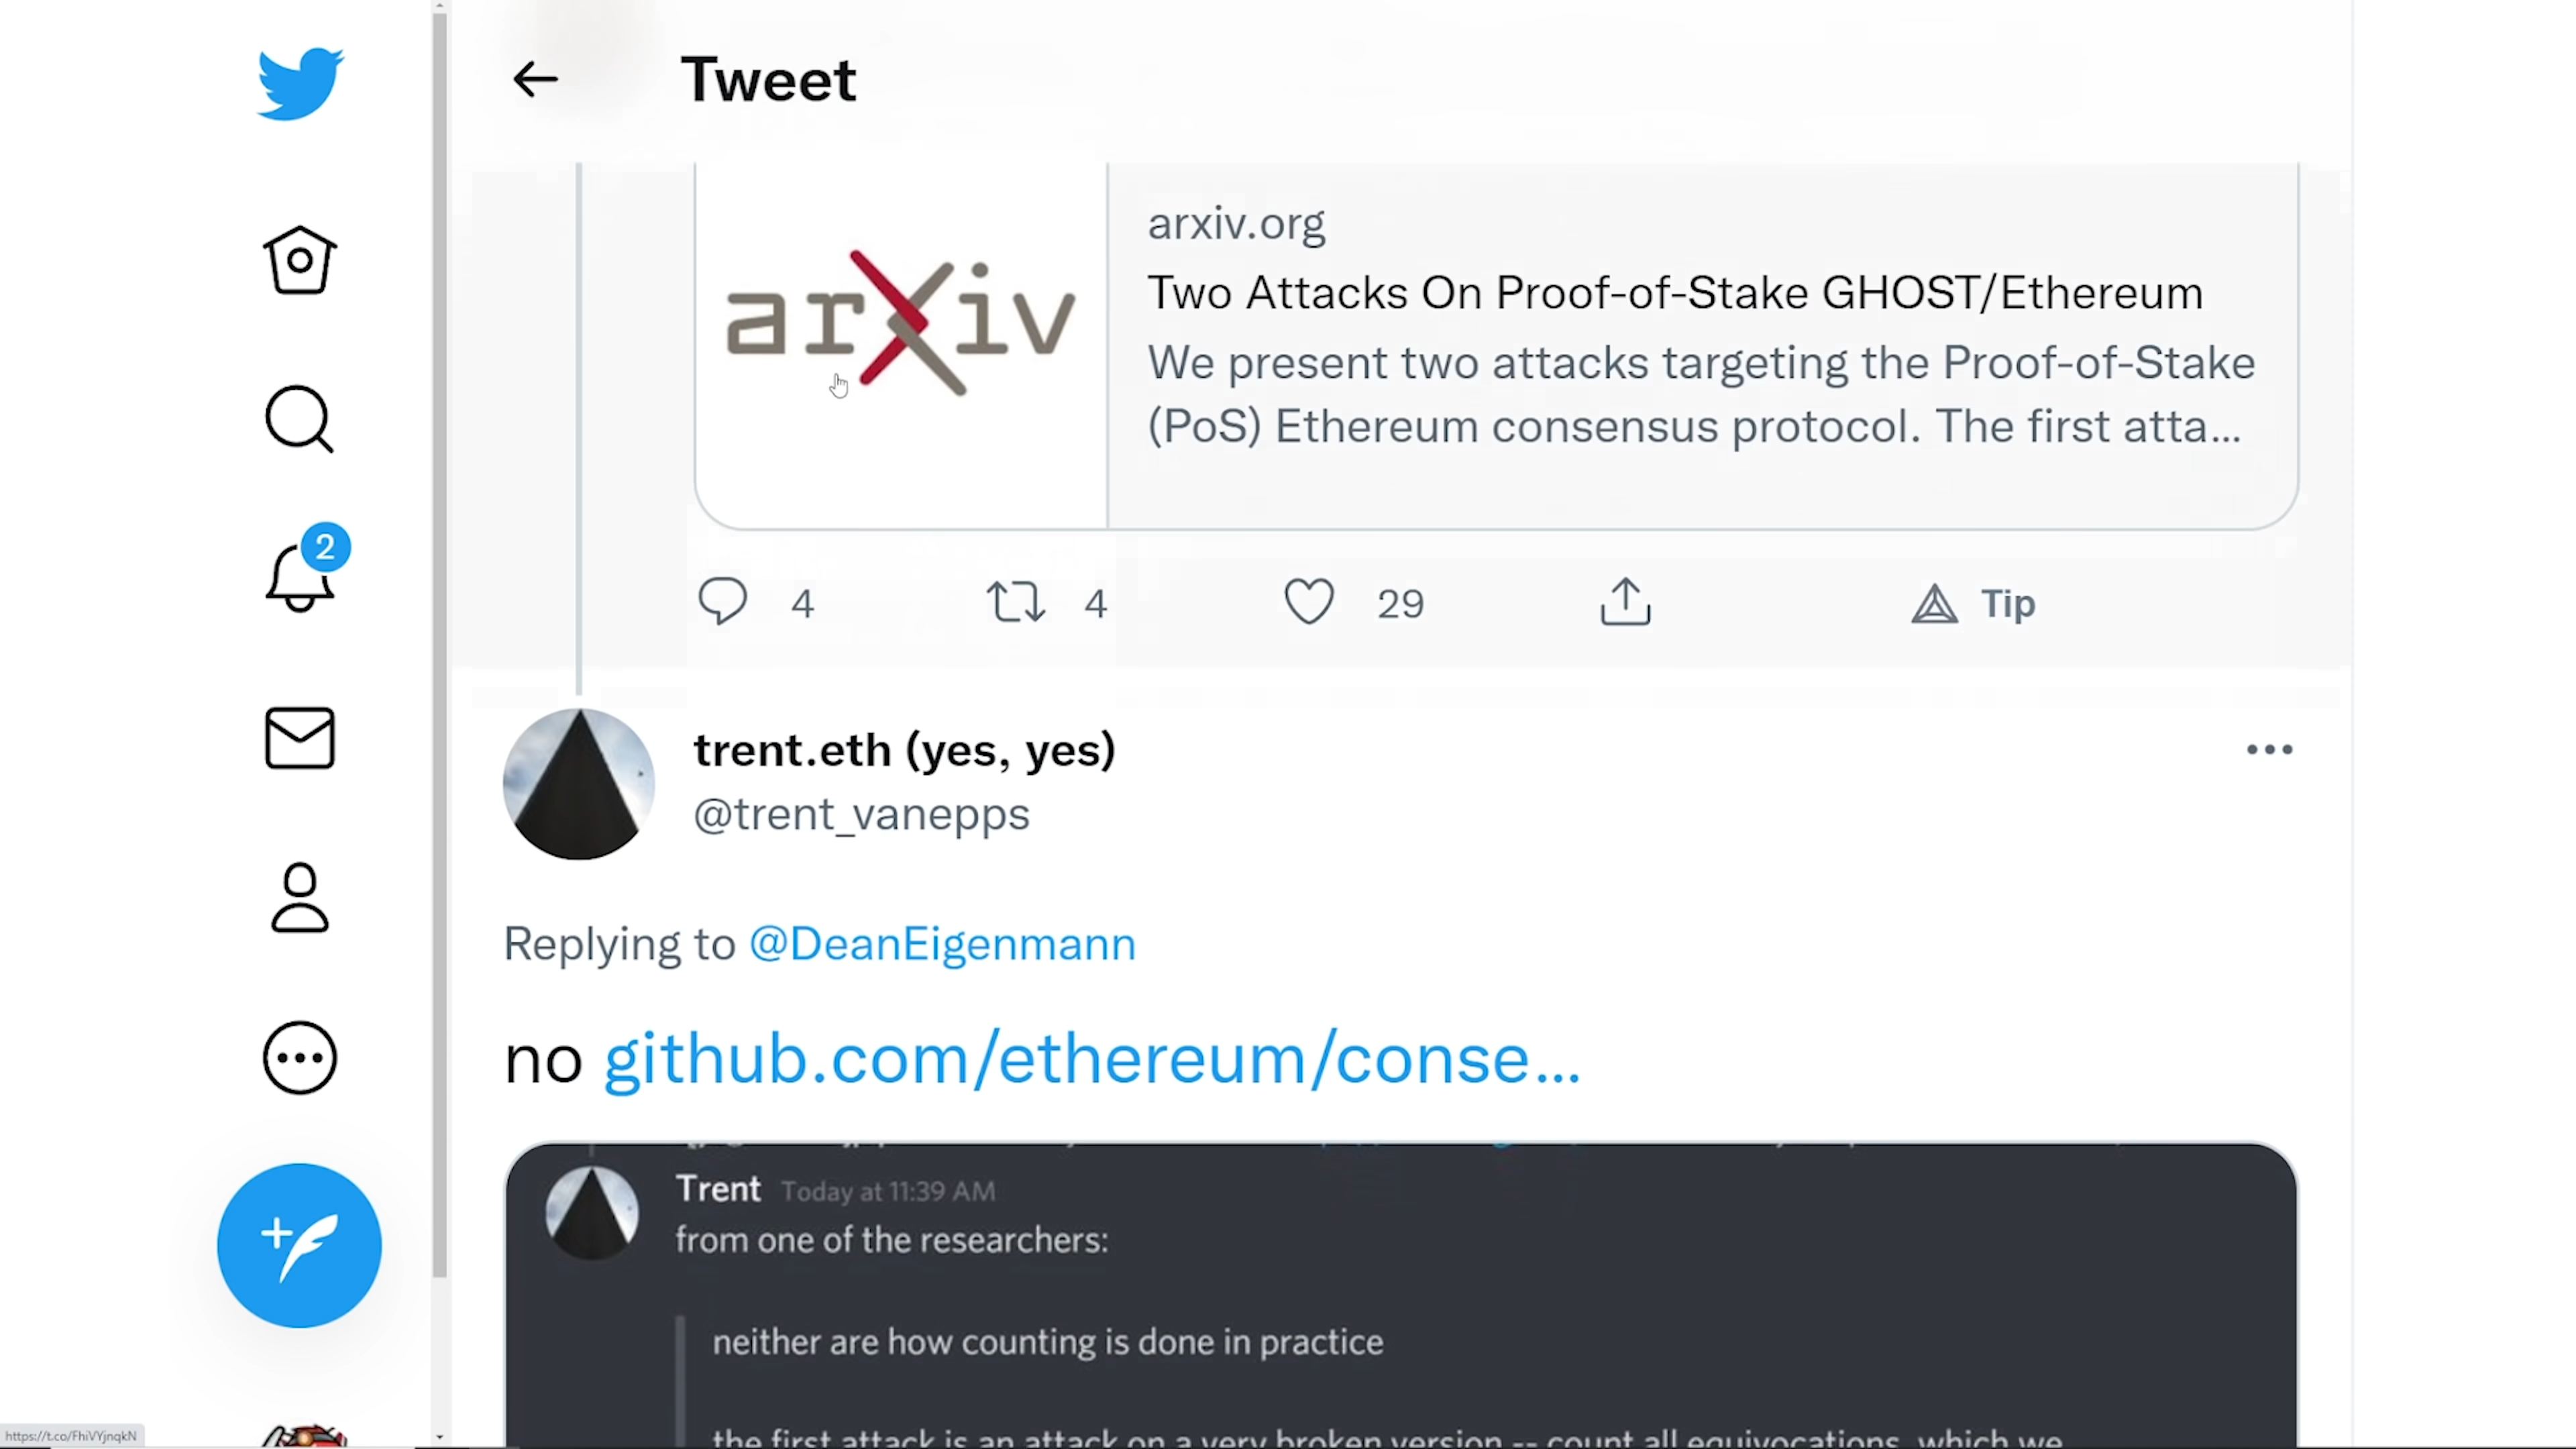 Tweet
arXiv
arxiv.org
Two Attacks On Proof-of-Stake GHOST/Ethereum
We present two attacks targeting the Proof-of-Stake
(PoS) Ethereum consensus protocol. The first atta...
2
4
4
29
Tip
trent.eth (yes, yes)
@trent_vanepps
Replying to @DeanEigenmann
no github.com/ethereum/conse...
Trent Today at 11:39 AM
from one of the researchers:
neither are how counting is done in practice
the first attack is an attack on a very broken version -- count all equivocations, which we
https://t.co/FhiVYjnqkN